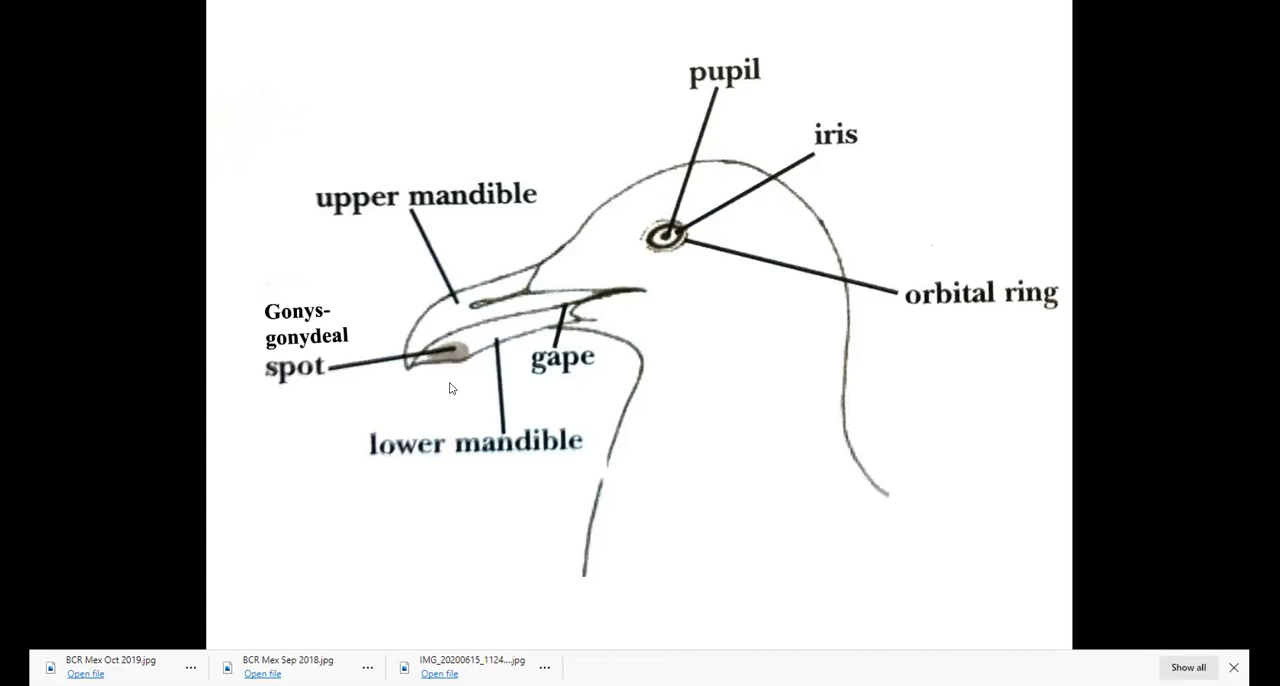 pupil
iris
upper mandible
orbital ring
Gonys-
gonydeal
spot
gape
lower mandible
BCR Mex Oct 2019.jpg
Open file
...
BCR Mex Sep 2018.jpg
Open file
...
IMG_20200615_1124....jpg
Open file
...
Show all